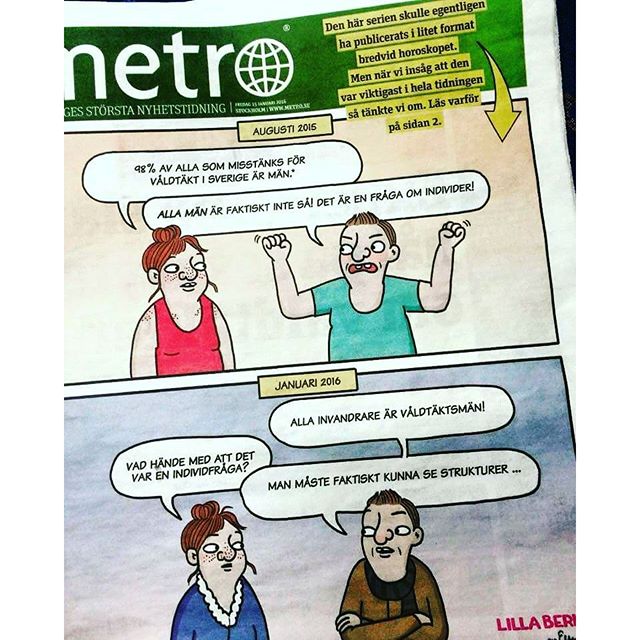 metro®
GES STÖRSTA NYHETSTIDNING | FREDAG 15 JANUARI 2016
STOCKHOLM | WWW.METRO.SE
Den här serien skulle egentligen
ha publicerats i litet format
bredvid horoskopet.
Men när vi insåg att den
var viktigast i hela tidningen
så tänkte vi om. Läs varför
på sidan 2.
AUGUSTI 2015
98% AV ALLA SOM MISSTÄNKS FÖR
VÅLDTÄKT I SVERIGE ÄR MÄN.*
ALLA MÄN ÄR FAKTISKT INTE SÅ! DET ÄR EN FRÅGA OM INDIVIDER!
JANUARI 2016
ALLA INVANDRARE ÄR VÅLDTÄKTSMÄN!
VAD HÄNDE MED ATT DET
VAR EN INDIVIDFRÅGA?
MAN MÅSTE FAKTISKT KUNNA SE STRUKTURER ...
LILLA BER